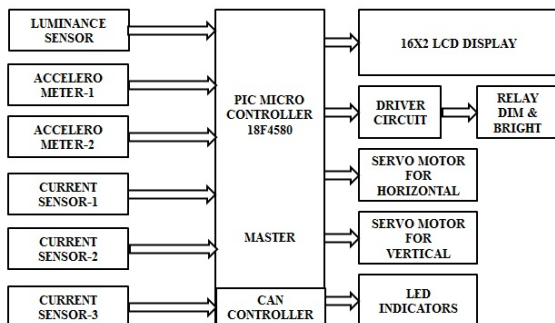 LUMINANCE
SENSOR
ACCELERO
METER-1
ACCELERO
METER-2
CURRENT
SENSOR-1
CURRENT
SENSOR-2
CURRENT
SENSOR-3
PIC MICRO
CONTROLLER
18F4580
MASTER
CAN
CONTROLLER
16X2 LCD DISPLAY
DRIVER
CIRCUIT
RELAY
DIM &
BRIGHT
SERVO MOTOR
FOR
HORIZONTAL
SERVO MOTOR
FOR
VERTICAL
LED
INDICATORS